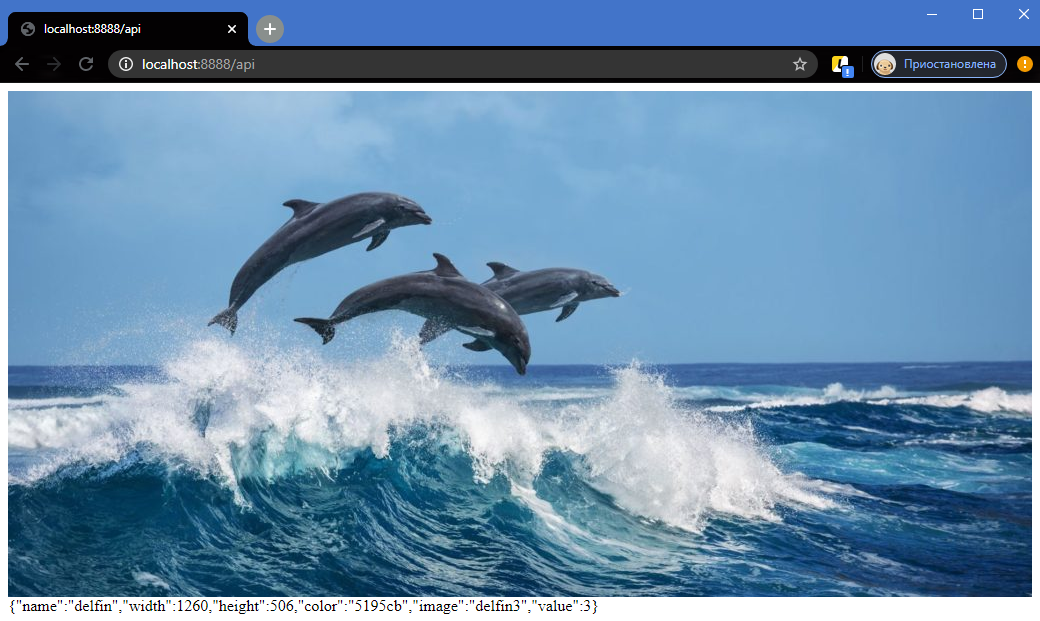 localhost:8888/api
localhost:8888/api
Приостановлена
{"name":"delfin","width":1260,"height":506,"color":"5195cb","image":"delfin3","value":3}